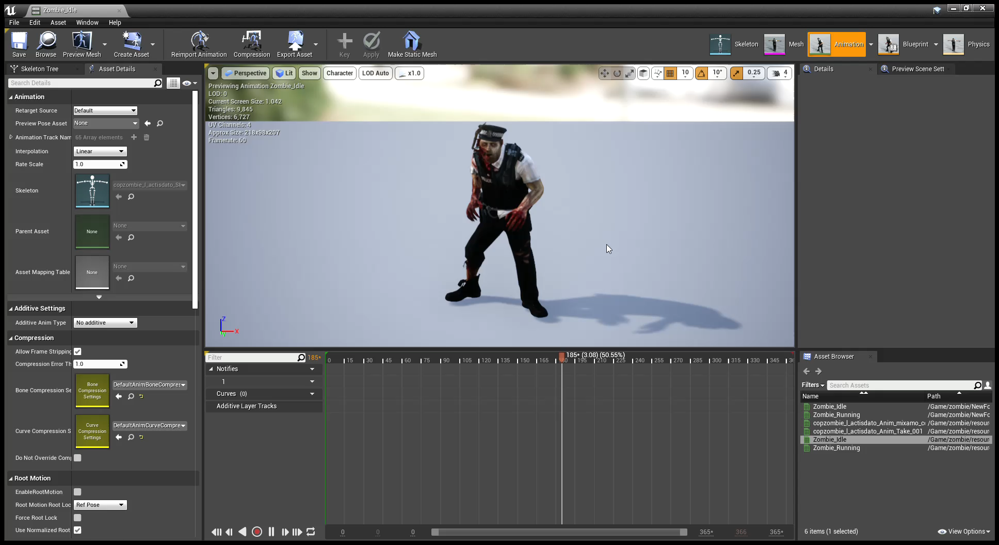 Zombie_Idle
File Edit Asset Window Help
Save Browse Preview Mesh Create Asset Reimport Animation Compression Export Asset Key Apply Make Static Mesh Skeleton Mesh Animation Blueprint Physics
Skeleton Tree Asset Details
Search Details
Animation
Retarget Source Default
Preview Pose Asset None
Animation Track Nam 65 Array elements
Interpolation Linear
Rate Scale 1.0
Skeleton copzombie_l_actisdato_Sk
Parent Asset None None
Asset Mapping Table None None
Additive Settings
Additive Anim Type No additive
Compression
Allow Frame Stripping
Compression Error Th 1.0
Bone Compression Se Bone Compression Settings DefaultAnimBoneCompres
Curve Compression S Curve Compression Settings DefaultAnimCurveCompre
Do Not Override Comp
Root Motion
EnableRootMotion
Root Motion Root Loc Ref Pose
Force Root Lock
Use Normalized Root
Perspective Lit Show Character LOD Auto x1.0 10 10° 0.25 4
Previewing Animation Zombie_Idle
LOD: 0
Current Screen Size: 1.042
Triangles: 9,845
Vertices: 6,727
UV Channels: 4
Approx Size: 218x98x207
Framerate: 60
POLICE
Z
X
Y
Filter 185*
185* (3.08) (50.55%)
0 15 30 45 60 75 90 105 120 135 150 165 180 195 210 225 240 255 270 285 300 315 330 345 36
Notifies
1
Curves (0)
Additive Layer Tracks
0 0 0 365* 366 365*
Details Preview Scene Sett
Asset Browser
Filters Search Assets
Name Path
Zombie_Idle /Game/zombie/NewFo
Zombie_Running /Game/zombie/NewFo
copzombie_l_actisdato_Anim_mixamo_co /Game/zombie/resour
copzombie_l_actisdato_Anim_Take_001 /Game/zombie/resour
Zombie_Idle /Game/zombie/resour
Zombie_Running /Game/zombie/resour
6 items (1 selected) View Options